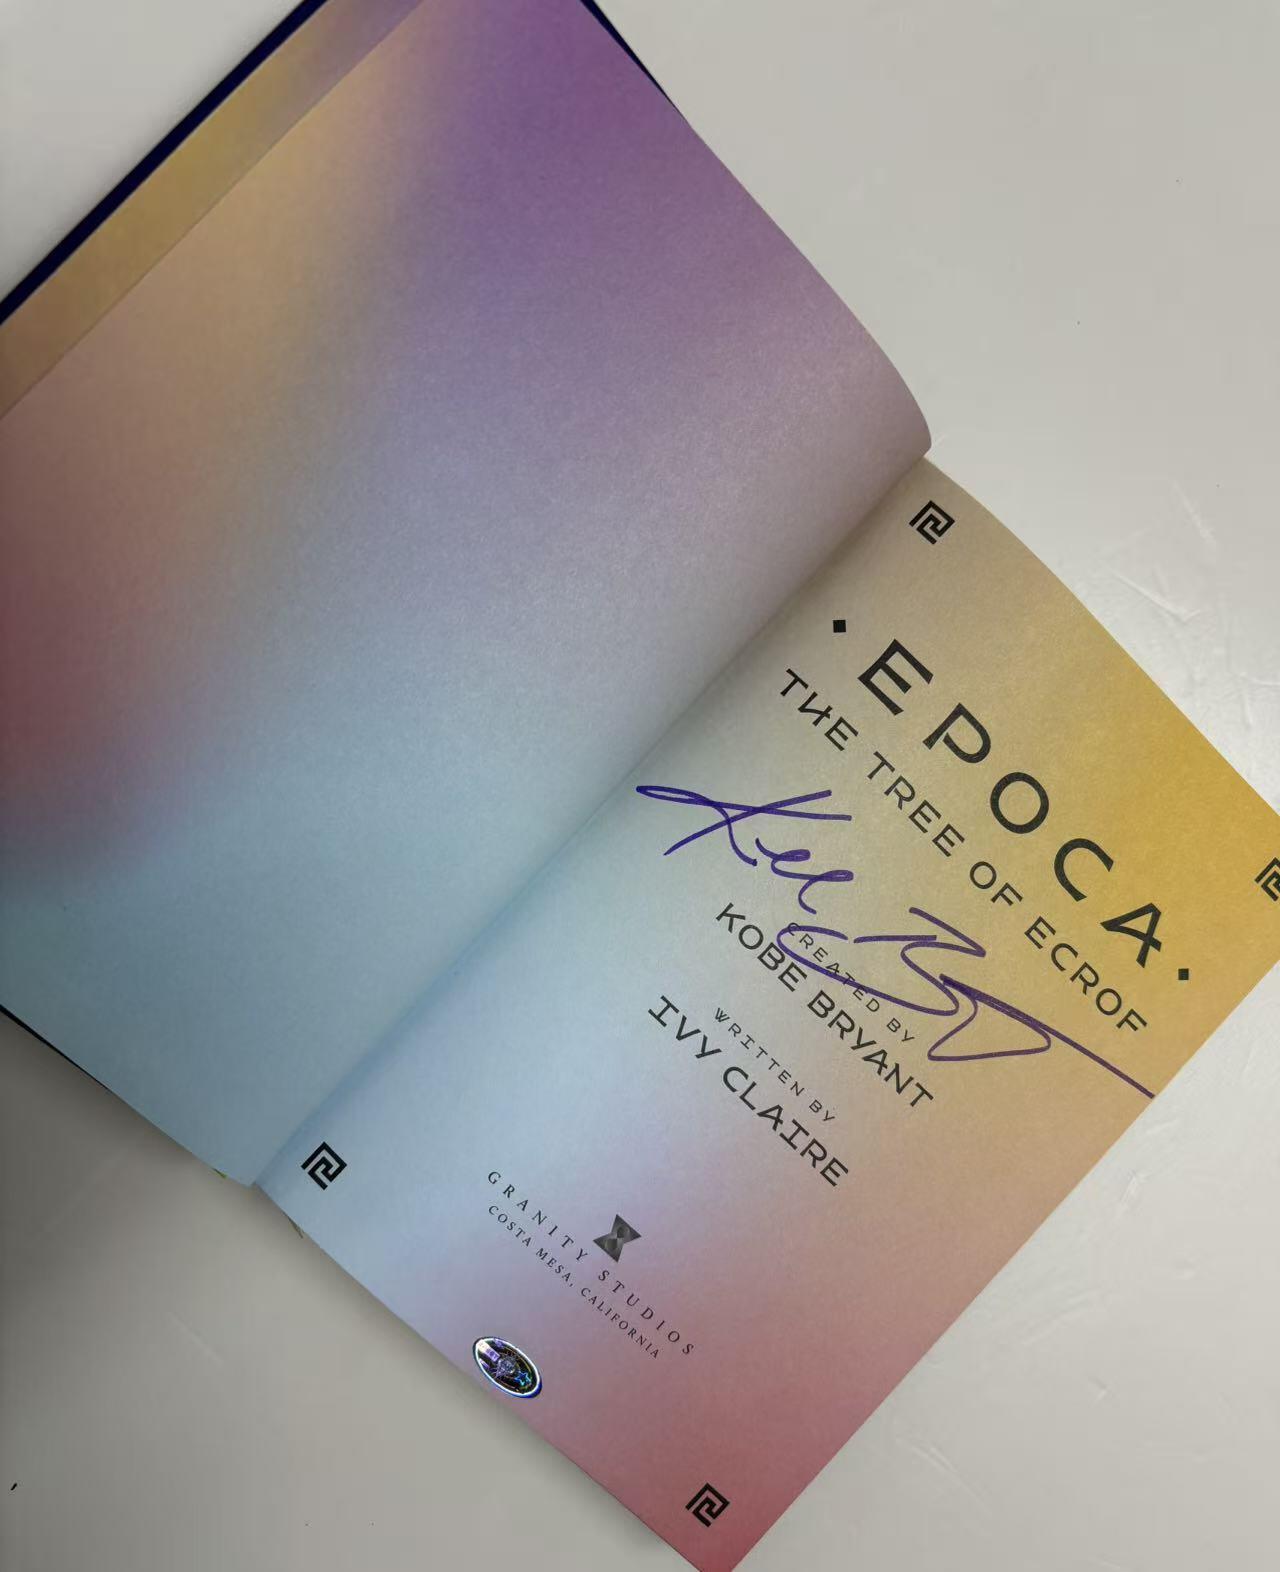 EPOCA
THE TREE OF ECROF
CREATED BY
KOBE BRYANT
WRITTEN BY
IVY CLAIRE
GRANITY STUDIOS
COSTA MESA, CALIFORNIA